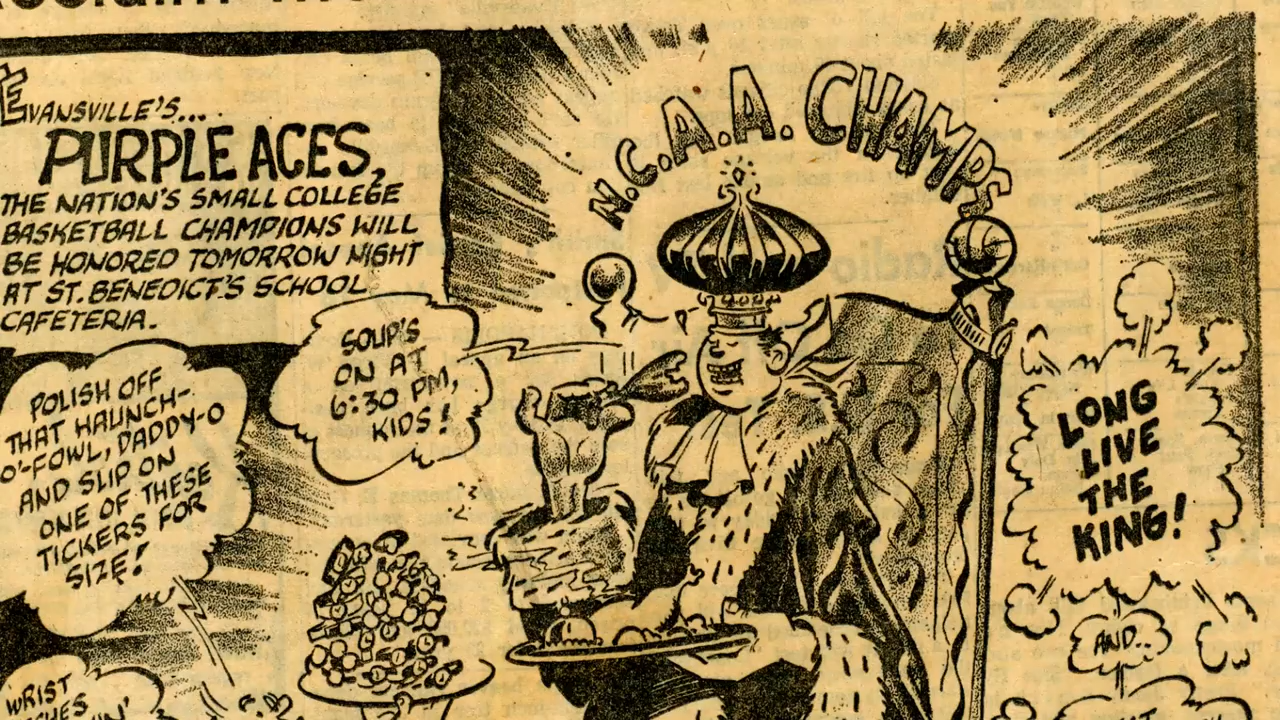 EVANSVILLE'S...
PURPLE ACES,
THE NATION'S SMALL COLLEGE
BASKETBALL CHAMPIONS WILL
BE HONORED TOMORROW NIGHT
AT ST. BENEDICT'S SCHOOL
CAFETERIA.
N.C.A.A. CHAMPS
SOUP'S
ON AT
6:30 PM,
KIDS!
POLISH OFF
THAT HAUNCH-
O'-FOWL, DADDY-O
AND SLIP ON
ONE OF THESE
TICKERS FOR
SIZE!
LONG
LIVE
THE
KING!
AND..
WRIST